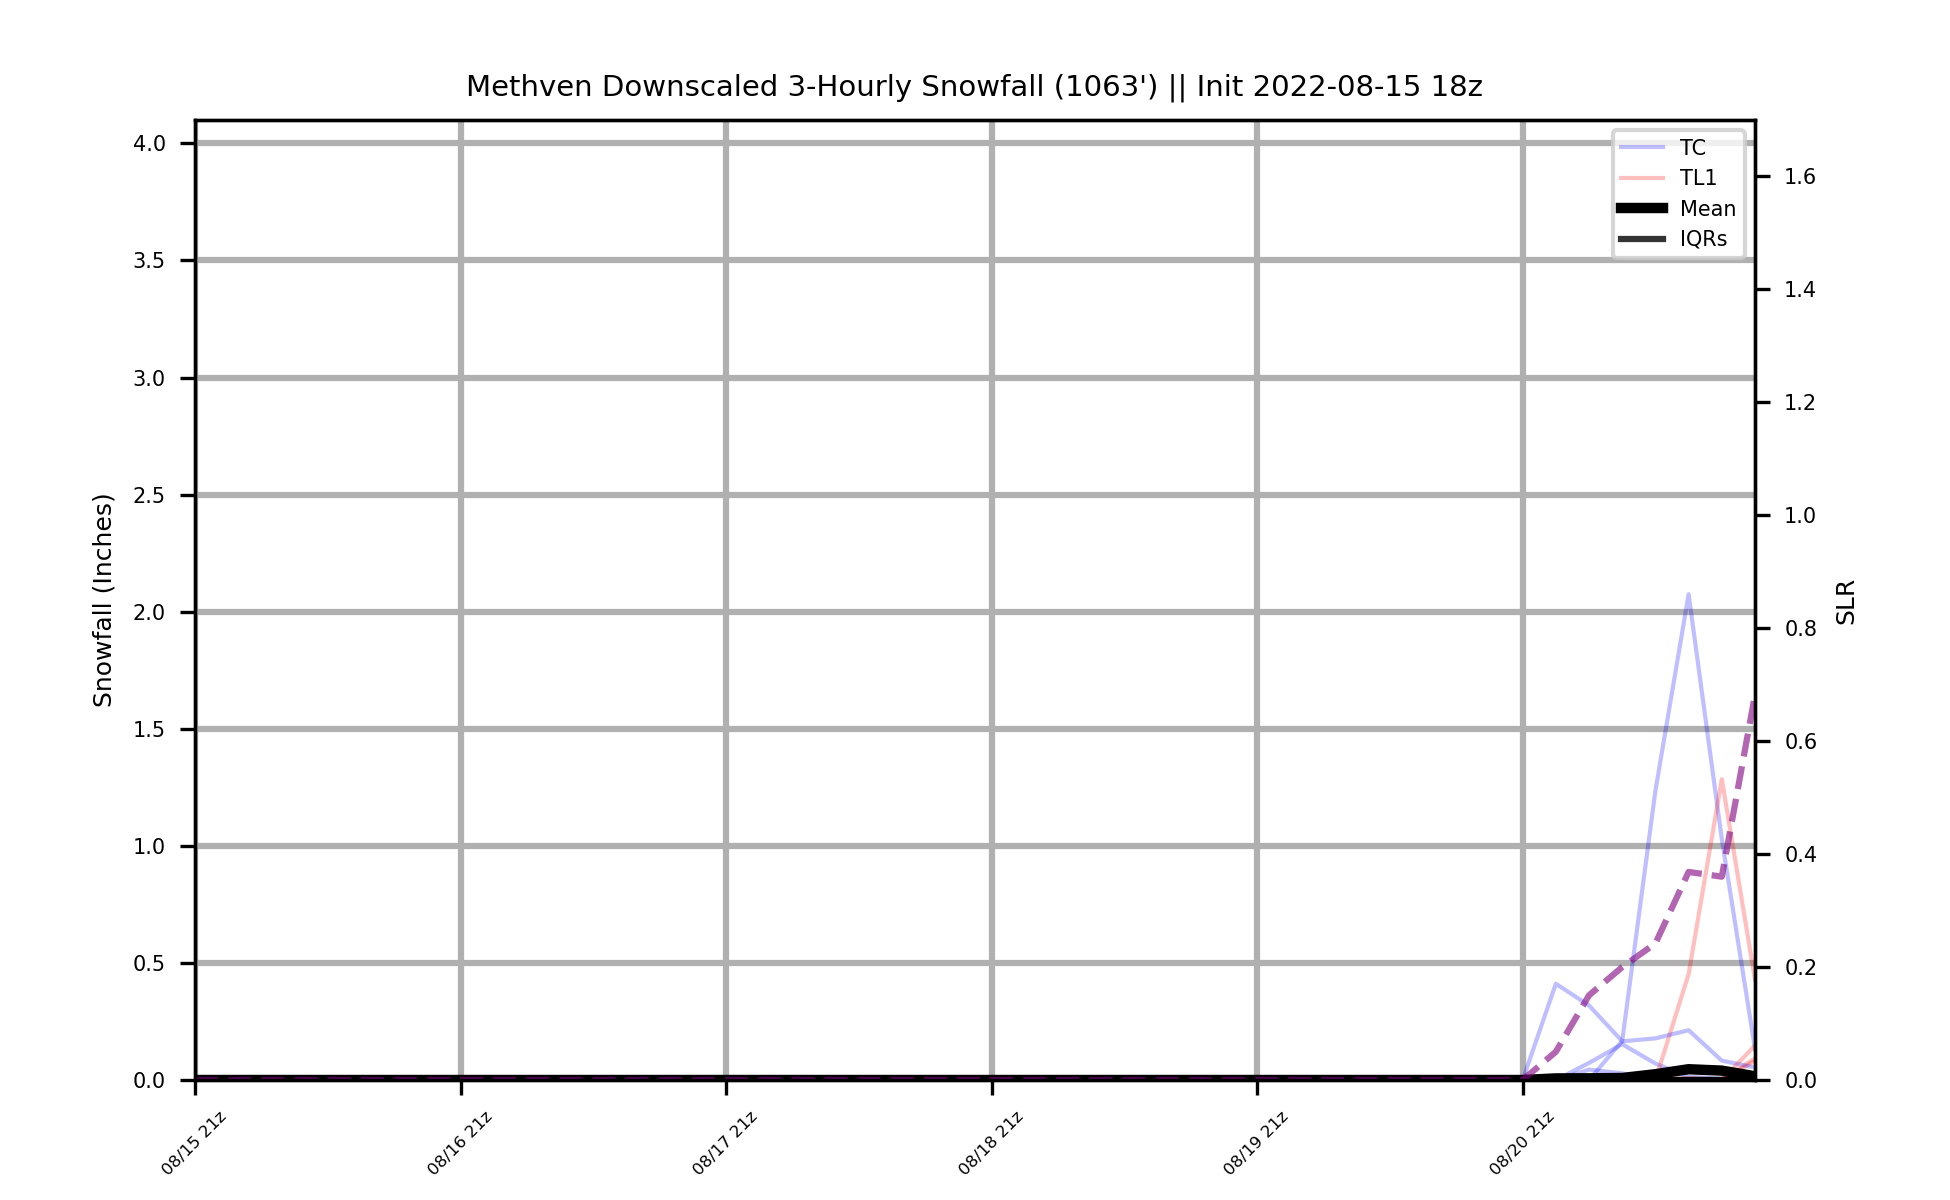 Methven Downscaled 3-Hourly Snowfall (1063') || Init 2022-08-15 18z
TC
TL1
Mean
IQRs
Snowfall (Inches)
4.0
3.5
3.0
2.5
2.0
1.5
1.0
0.5
0.0
SLR
1.6
1.4
1.2
1.0
0.8
0.6
0.4
0.2
0.0
08/15 21z
08/16 21z
08/17 21z
08/18 21z
08/19 21z
08/20 21z